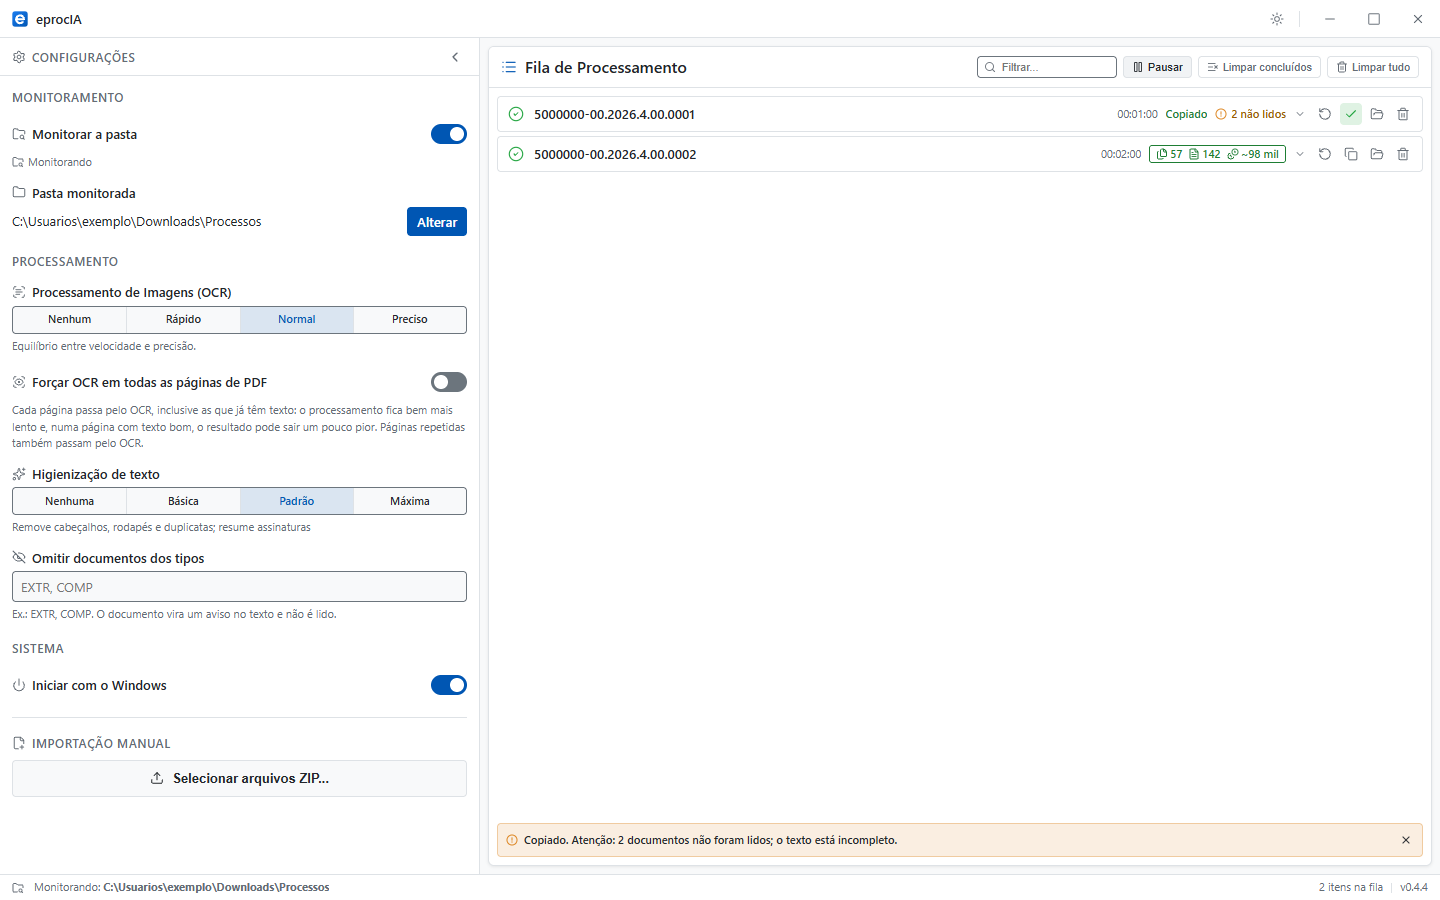 eprocIA
CONFIGURAÇÕES
MONITORAMENTO
Monitorar a pasta
Monitorando
Pasta monitorada
C:\Usuarios\exemplo\Downloads\Processos
Alterar
PROCESSAMENTO
Processamento de Imagens (OCR)
Nenhum Rápido Normal Preciso
Equilíbrio entre velocidade e precisão.
Forçar OCR em todas as páginas de PDF
Cada página passa pelo OCR, inclusive as que já têm texto: o processamento fica bem mais
lento e, numa página com texto bom, o resultado pode sair um pouco pior. Páginas repetidas
também passam pelo OCR.
Higienização de texto
Nenhuma Básica Padrão Máxima
Remove cabeçalhos, rodapés e duplicatas; resume assinaturas
Omitir documentos dos tipos
EXTR, COMP
Ex.: EXTR, COMP. O documento vira um aviso no texto e não é lido.
SISTEMA
Iniciar com o Windows
IMPORTAÇÃO MANUAL
Selecionar arquivos ZIP...
Fila de Processamento
Filtrar... Pausar Limpar concluídos Limpar tudo
5000000-00.2026.4.00.0001 00:01:00 Copiado 2 não lidos
5000000-00.2026.4.00.0002 00:02:00 57 142 ~98 mil
Copiado. Atenção: 2 documentos não foram lidos; o texto está incompleto.
Monitorando: C:\Usuarios\exemplo\Downloads\Processos
2 itens na fila v0.4.4